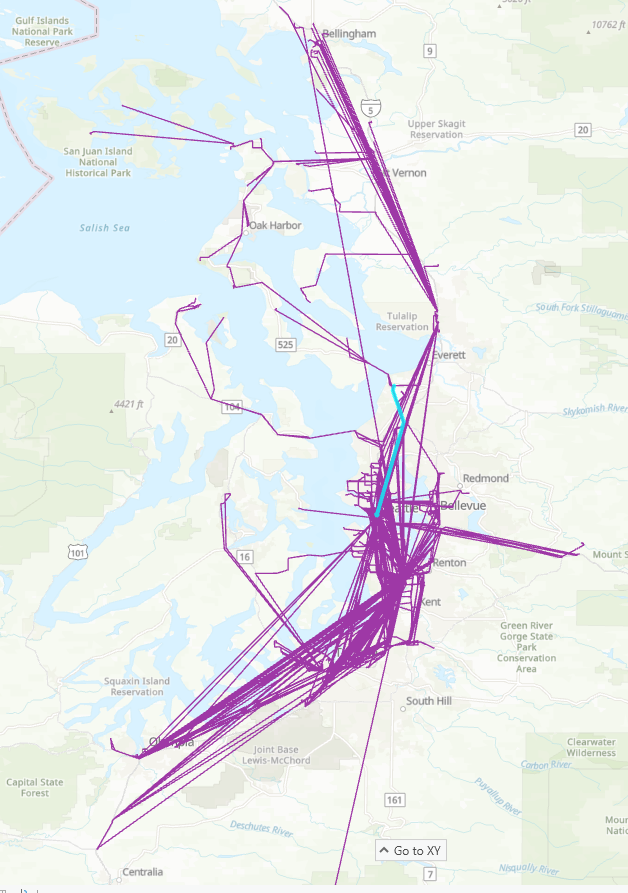 Gulf Islands
National Park
Reserve
Bellingham
10762 ft
9
5
Upper Skagit
Reservation
20
San Juan Island
National
Historical Park
Vernon
Salish Sea
Oak Harbor
South Fork Stillaguam
Tulalip
Reservation
20
525
Everett
4421 ft
104
Skykomish River
Redmond
Bellevue
101
16
Mount S
Renton
Kent
Green River
Gorge State
Park
Conservation
Area
Squaxin Island
Reservation
South Hill
Olympia
Joint Base
Lewis-McChord
Clearwater
Wilderness
Carbon River
Capital State
Forest
161
Puyallup River
Moun
Natio
Deschutes River
Go to XY
Centralia
7
Nisqually River